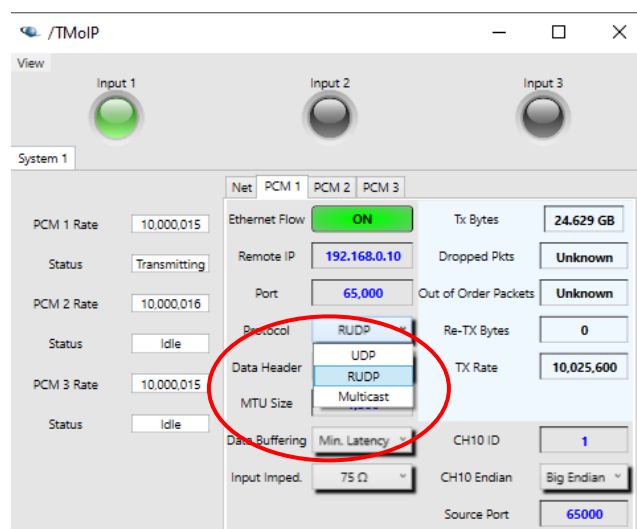 /TMoIP
View
Input 1 Input 2 Input 3
System 1
Net PCM 1 PCM 2 PCM 3
PCM 1 Rate 10,000,015 Ethernet Flow ON Tx Bytes 24.629 GB
Status Transmitting Remote IP 192.168.0.10 Dropped Pkts Unknown
PCM 2 Rate 10,000,016 Port 65,000 Out of Order Packets Unknown
Status Idle Protocol RUDP Re-TX Bytes 0
UDP
PCM 3 Rate 10,000,015 Data Header RUDP TX Rate 10,025,600
Multicast
Status Idle MTU Size
Data Buffering Min. Latency CH10 ID 1
Input Imped. 75 Ω CH10 Endian Big Endian
Source Port 65000